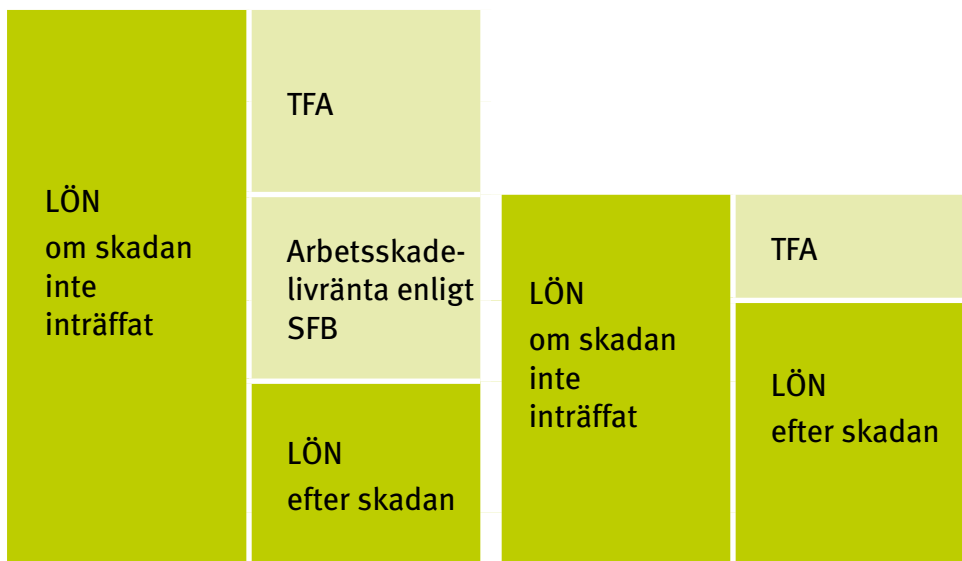 LÖN
om skadan
inte
inträffat
TFA
Arbetsskade-
livränta enligt
SFB
LÖN
efter skadan
LÖN
om skadan
inte
inträffat
TFA
LÖN
efter skadan